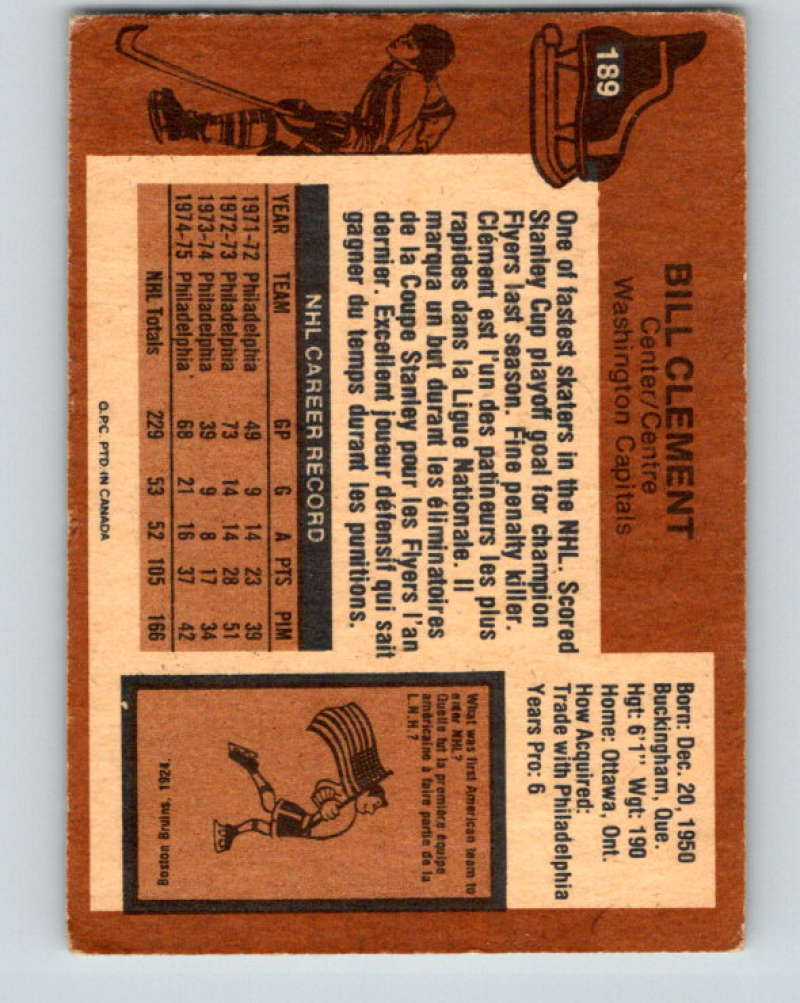 189
BILL CLEMENT
Center/Centre
Washington Capitals
Born: Dec. 20, 1950
Buckingham, Que.
Hgt: 6'1" Wgt: 190
Home: Ottawa, Ont.
How Acquired:
Trade with Philadelphia
Years Pro: 6
One of fastest skaters in the NHL. Scored
Stanley Cup playoff goal for champion
Flyers last season. Fine penalty killer.
Clément est l'un des patineurs les plus
rapides dans la Ligue Nationale. Il
marqua un but durant les éliminatoires
de la Coupe Stanley pour les Flyers l'an
dernier. Excellent joueur défensif qui sait
gagner du temps durant les punitions.
NHL CAREER RECORD
YEAR TEAM GP G A PTS PIM
1971-72 Philadelphia 49 9 14 23 39
1972-73 Philadelphia 73 14 14 28 51
1973-74 Philadelphia 39 9 8 17 34
1974-75 Philadelphia 68 21 16 37 42
NHL Totals 229 53 52 105 166
What was first American team to
enter NHL?
Quelle fut la première équipe
américaine à faire partie de la
L.N.H.?
Boston Bruins, 1924.
O.P.C. PTD. IN CANADA